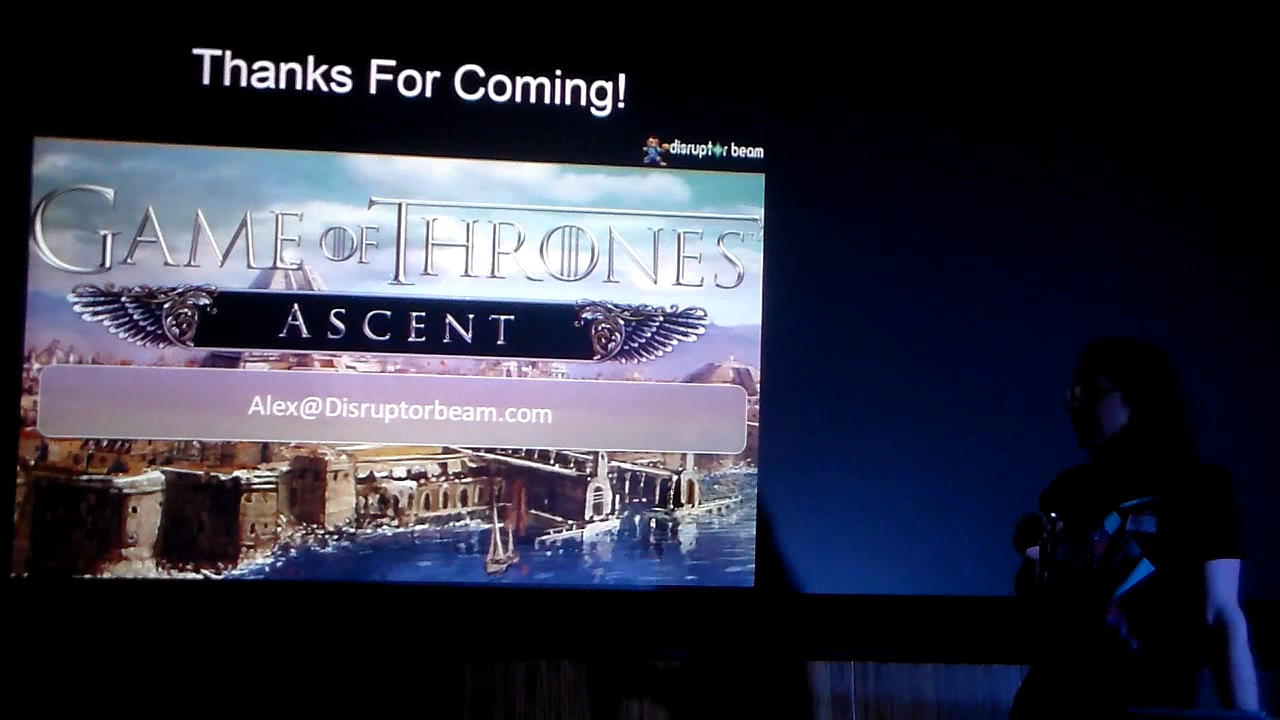 Thanks For Coming!
disruptor beam
GAME OF THRONES
ASCENT
Alex@Disruptorbeam.com